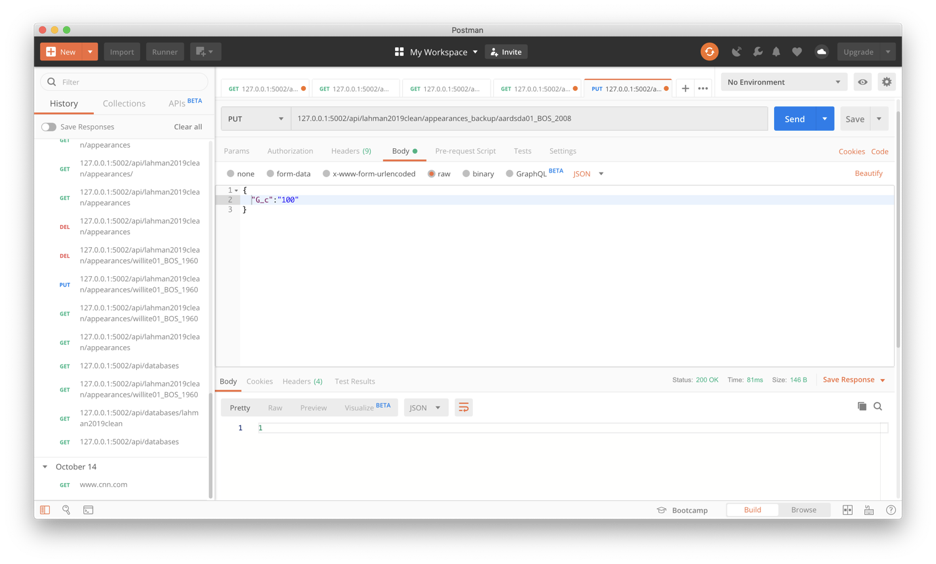 Postman
New
Import
Runner
My Workspace
Invite
Upgrade
Filter
History
Collections
APIs BETA
Save Responses
Clear all
GET n/appearances
GET 127.0.0.1:5002/api/lahman2019clea
n/appearances/
GET 127.0.0.1:5002/api/lahman2019clea
n/appearances
DEL 127.0.0.1:5002/api/lahman2019clea
n/appearances
DEL 127.0.0.1:5002/api/lahman2019clea
n/appearances/willite01_BOS_1960
PUT 127.0.0.1:5002/api/lahman2019clea
n/appearances/willite01_BOS_1960
GET 127.0.0.1:5002/api/lahman2019clea
n/appearances/willite01_BOS_1960
GET 127.0.0.1:5002/api/lahman2019clea
n/appearances
GET 127.0.0.1:5002/api/databases
GET 127.0.0.1:5002/api/lahman2019clea
n/appearances/willite01_BOS_1960
GET 127.0.0.1:5002/api/databases/lahm
an2019clean
GET 127.0.0.1:5002/api/databases
October 14
GET www.cnn.com
GET 127.0.0.1:5002/a...
GET 127.0.0.1:5002/a...
GET 127.0.0.1:5002/a...
GET 127.0.0.1:5002/a...
PUT 127.0.0.1:5002/a...
No Environment
PUT
127.0.0.1:5002/api/lahman2019clean/appearances_backup/aardsda01_BOS_2008
Send
Save
Params
Authorization
Headers (9)
Body
Pre-request Script
Tests
Settings
Cookies
Code
none
form-data
x-www-form-urlencoded
raw
binary
GraphQL BETA
JSON
Beautify
1 {
2 "G_c":"100"
3 }
Body
Cookies
Headers (4)
Test Results
Status: 200 OK
Time: 81ms
Size: 146 B
Save Response
Pretty
Raw
Preview
Visualize BETA
JSON
1 1
Bootcamp
Build
Browse